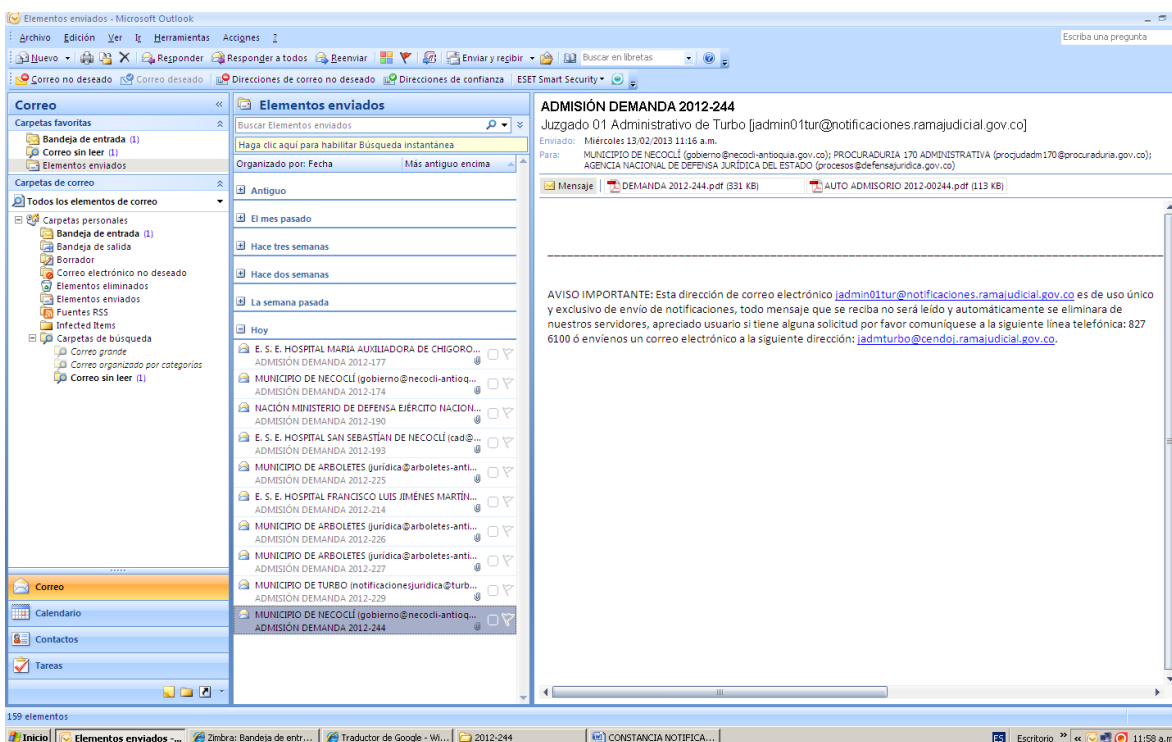 Elementos enviados - Microsoft Outlook
Archivo Edición Ver Ir Herramientas Acciones ?
Escriba una pregunta
Nuevo Responder Responder a todos Reenviar Enviar y recibir Buscar en libretas
Correo no deseado Correo deseado Direcciones de correo no deseado Direcciones de confianza ESET Smart Security
Correo
Carpetas favoritas
Bandeja de entrada (1)
Correo sin leer (1)
Elementos enviados
Carpetas de correo
Todos los elementos de correo
Carpetas personales
Bandeja de entrada (1)
Bandeja de salida
Borrador
Correo electrónico no deseado
Elementos eliminados
Elementos enviados
Fuentes RSS
Infected Items
Carpetas de búsqueda
Correo grande
Correo organizado por categorías
Correo sin leer (1)
Correo
Calendario
Contactos
Tareas
Elementos enviados
Buscar Elementos enviados
Haga clic aquí para habilitar Búsqueda instantánea
Organizado por: Fecha Más antiguo encima
Antiguo
El mes pasado
Hace tres semanas
Hace dos semanas
La semana pasada
Hoy
E. S. E. HOSPITAL MARIA AUXILIADORA DE CHIGORO...
ADMISIÓN DEMANDA 2012-177
MUNICIPIO DE NECOCLÍ (gobierno@necocli-antioq...
ADMISIÓN DEMANDA 2012-174
NACIÓN MINISTERIO DE DEFENSA EJÉRCITO NACION...
ADMISIÓN DEMANDA 2012-190
E. S. E. HOSPITAL SAN SEBASTÍAN DE NECOCLÍ (cad@...
ADMISIÓN DEMANDA 2012-193
MUNICIPIO DE ARBOLETES (jurídica@arboletes-anti...
ADMISIÓN DEMANDA 2012-225
E. S. E. HOSPITAL FRANCISCO LUIS JIMÉNES MARTÍN...
ADMISIÓN DEMANDA 2012-214
MUNICIPIO DE ARBOLETES (jurídica@arboletes-anti...
ADMISIÓN DEMANDA 2012-226
MUNICIPIO DE ARBOLETES (jurídica@arboletes-anti...
ADMISIÓN DEMANDA 2012-227
MUNICIPIO DE TURBO (notificacionesjuridica@turb...
ADMISIÓN DEMANDA 2012-229
MUNICIPIO DE NECOCLÍ (gobierno@necocli-antioq...
ADMISIÓN DEMANDA 2012-244
ADMISIÓN DEMANDA 2012-244
Juzgado 01 Administrativo de Turbo [jadmin01tur@notificaciones.ramajudicial.gov.co]
Enviado: Miércoles 13/02/2013 11:16 a.m.
Para: MUNICIPIO DE NECOCLÍ (gobierno@necodi-antioquia.gov.co); PROCURADURIA 170 ADMINISTRATIVA (procjudadm170@procuraduria.gov.co);
AGENCIA NACIONAL DE DEFENSA JURÍDICA DEL ESTADO (procesos@defensajuridica.gov.co)
Mensaje DEMANDA 2012-244.pdf (331 KB) AUTO ADMISORIO 2012-00244.pdf (113 KB)
AVISO IMPORTANTE: Esta dirección de correo electrónico jadmin01tur@notificaciones.ramajudicial.gov.co es de uso único
y exclusivo de envío de notificaciones, todo mensaje que se reciba no será leído y automáticamente se eliminara de
nuestros servidores, apreciado usuario si tiene alguna solicitud por favor comuníquese a la siguiente línea telefónica: 827
6100 ó envíenos un correo electrónico a la siguiente dirección: jadmturbo@cendoj.ramajudicial.gov.co.
159 elementos
Inicio Elementos enviados -... Zimbra: Bandeja de entr... Traductor de Google - Wi... 2012-244 CONSTANCIA NOTIFICA... ES Escritorio 11:58 a.m.